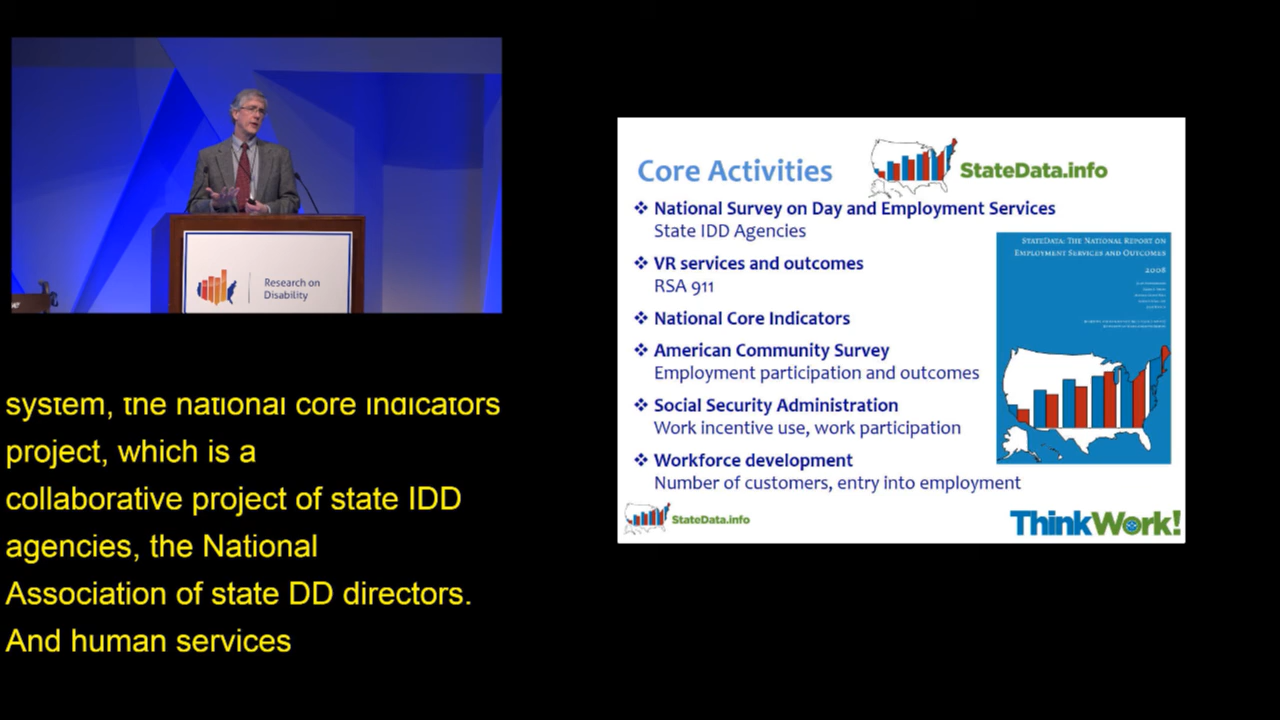 Research on
Disability
system, the national core indicators
project, which is a
collaborative project of state IDD
agencies, the National
Association of state DD directors.
And human services
Core Activities
StateData.info
National Survey on Day and Employment Services
State IDD Agencies
VR services and outcomes
RSA 911
National Core Indicators
American Community Survey
Employment participation and outcomes
Social Security Administration
Work incentive use, work participation
Workforce development
Number of customers, entry into employment
StateData: The National Report on
Employment Services and Outcomes
2008
StateData.info
ThinkWork!